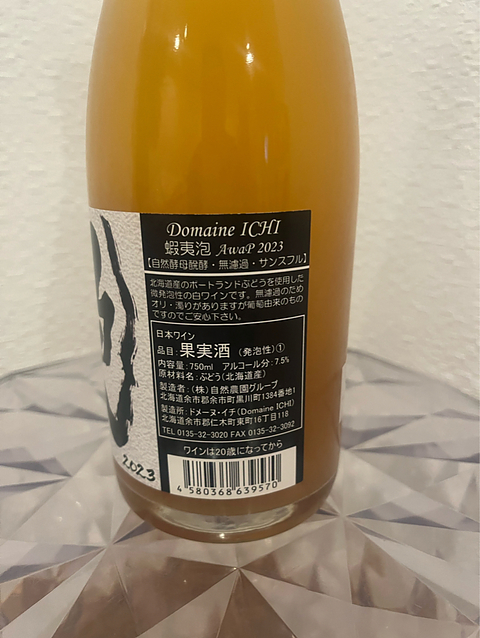 Domaine ICHI
蝦夷泡 AwaP 2023
【自然酵母醗酵・無濾過・サンスフル】
北海道産のポートランドぶどうを使用した
微発泡性の白ワインです。無濾過のため
オリ・濁りがありますが葡萄由来のもの
ですのでご安心下さい。
日本ワイン
品目:果実酒(発泡性)①
内容量:750ml アルコール分:7.5%
原材料名:ぶどう(北海道産)
製造者:(株)自然農園グループ
北海道余市郡余市町黒川町1384番地1
製造所:ドメーヌ・イチ(Domaine ICHI)
北海道余市郡仁木町東町16丁目118
TEL 0135-32-3020 FAX 0135-32-3092
ワインは20歳になってから
4 580368 639570
泡
2023